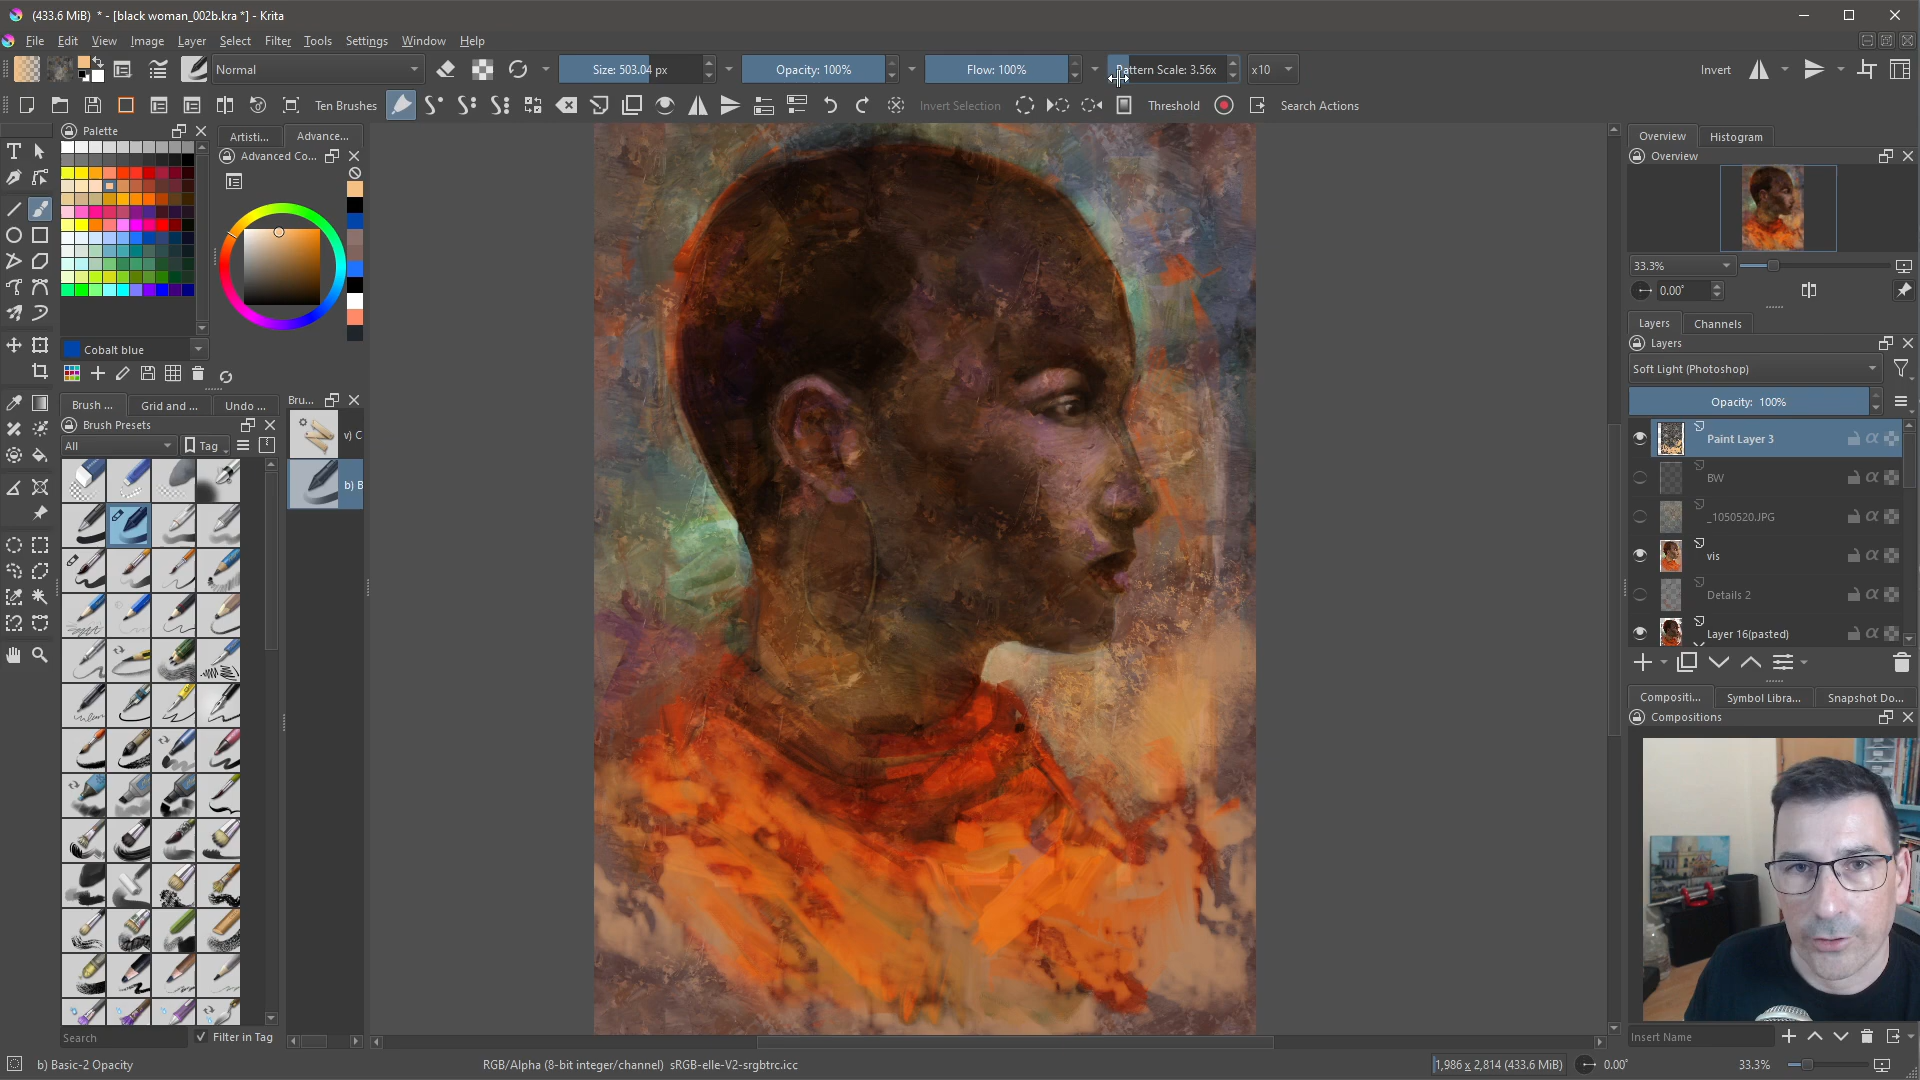 (433.6 MiB)  * - [black woman_002b.kra *] - Krita
File Edit View Image Layer Select Filter Tools Settings Window Help
Normal
Size: 503.04 px
Opacity: 100%
Flow: 100%
Pattern Scale: 3.56x
x10
Invert
Ten Brushes
Invert Selection
Threshold
Search Actions
Palette
Artisti...
Advance...
Advanced Co...
Cobalt blue
Brush ...
Grid and ...
Undo ...
Bru...
Brush Presets
All
Tag
v) C
b) B
Search
Filter in Tag
Overview
Histogram
Overview
33.3%
0.00°
Layers
Channels
Layers
Soft Light (Photoshop)
Opacity:  100%
Paint Layer 3
BW
_1050520.JPG
vis
Details 2
Layer 16(pasted)
Compositi...
Symbol Libra...
Snapshot Do...
Compositions
Insert Name
b) Basic-2 Opacity
RGB/Alpha (8-bit integer/channel)  sRGB-elle-V2-srgbtrc.icc
1,986 x 2,814 (433.6 MiB)
0.00°
33.3%